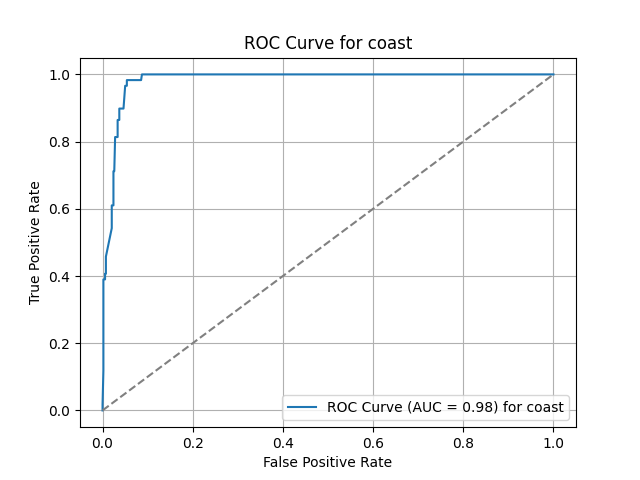 ROC Curve for coast
1.0
0.8
0.6
0.4
0.2
0.0
True Positive Rate
ROC Curve (AUC = 0.98) for coast
0.0 0.2 0.4 0.6 0.8 1.0
False Positive Rate